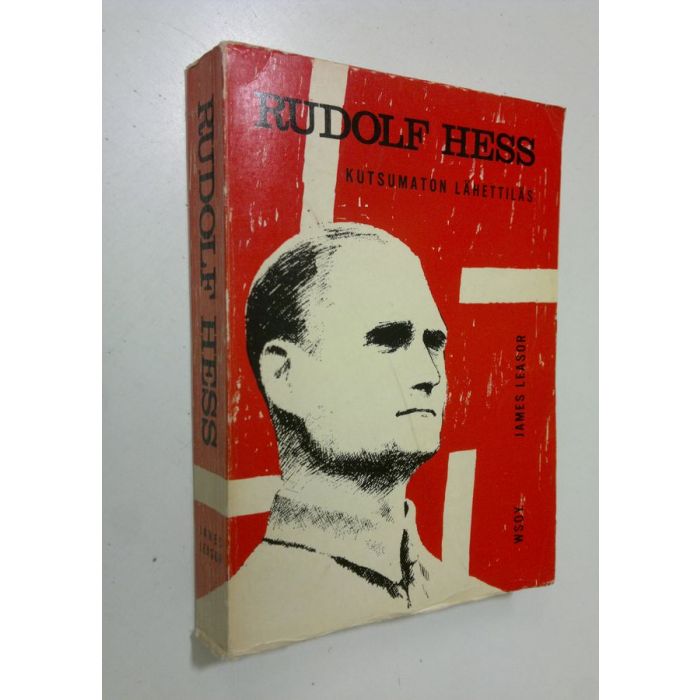 RUDOLF HESS
KUTSUMATON LÄHETTILÄS
JAMES LEASOR
WSOY
RUDOLF HESS
JAMES
LEASOR